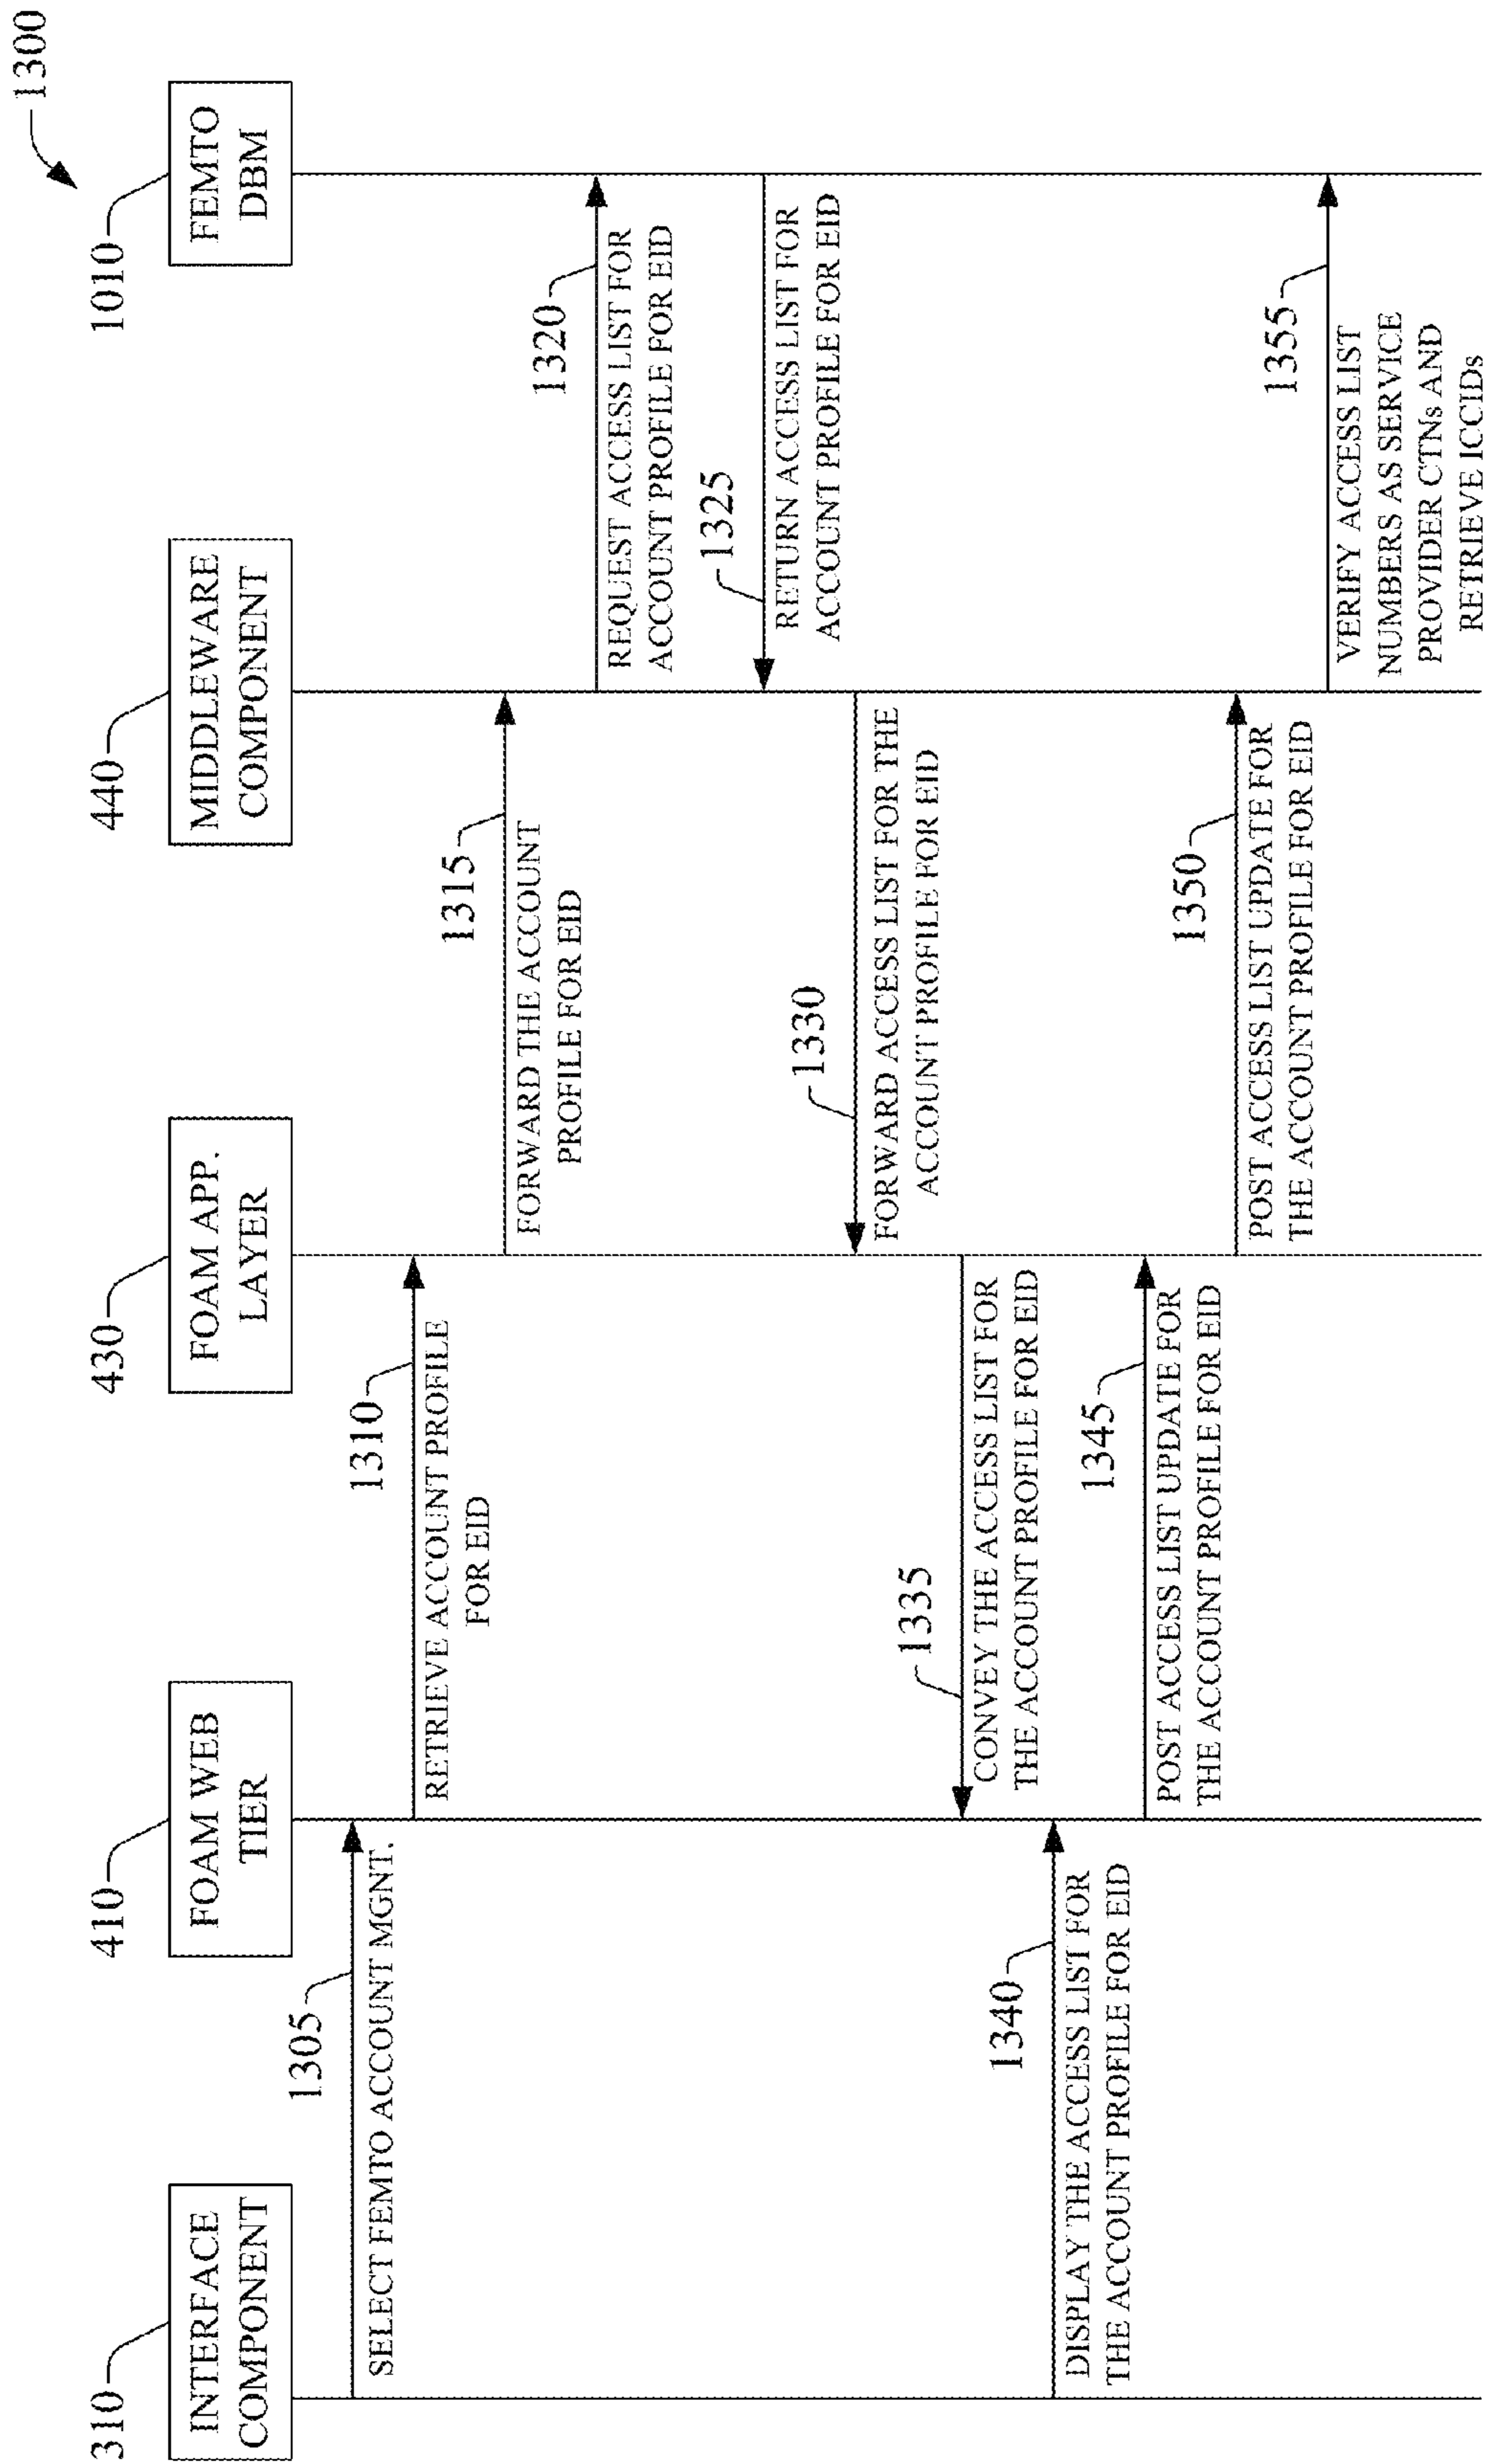 1300
310
INTERFACE
COMPONENT
410
FOAM WEB
TIER
430
FOAM APP.
LAYER
440
MIDDLEWARE
COMPONENT
1010
FEMTO
DBM
1305
SELECT FEMTO ACCOUNT MGNT.
1310
RETRIEVE ACCOUNT PROFILE
FOR EID
1315
FORWARD THE ACCOUNT
PROFILE FOR EID
1320
REQUEST ACCESS LIST FOR
ACCOUNT PROFILE FOR EID
1325
RETURN ACCESS LIST FOR
ACCOUNT PROFILE FOR EID
1330
FORWARD ACCESS LIST FOR THE
ACCOUNT PROFILE FOR EID
1335
CONVEY THE ACCESS LIST FOR
THE ACCOUNT PROFILE FOR EID
1340
DISPLAY THE ACCESS LIST FOR
THE ACCOUNT PROFILE FOR EID
1345
POST ACCESS LIST UPDATE FOR
THE ACCOUNT PROFILE FOR EID
1350
POST ACCESS LIST UPDATE FOR
THE ACCOUNT PROFILE FOR EID
1355
VERIFY ACCESS LIST
NUMBERS AS SERVICE
PROVIDER CTNs AND
RETRIEVE ICCIDs